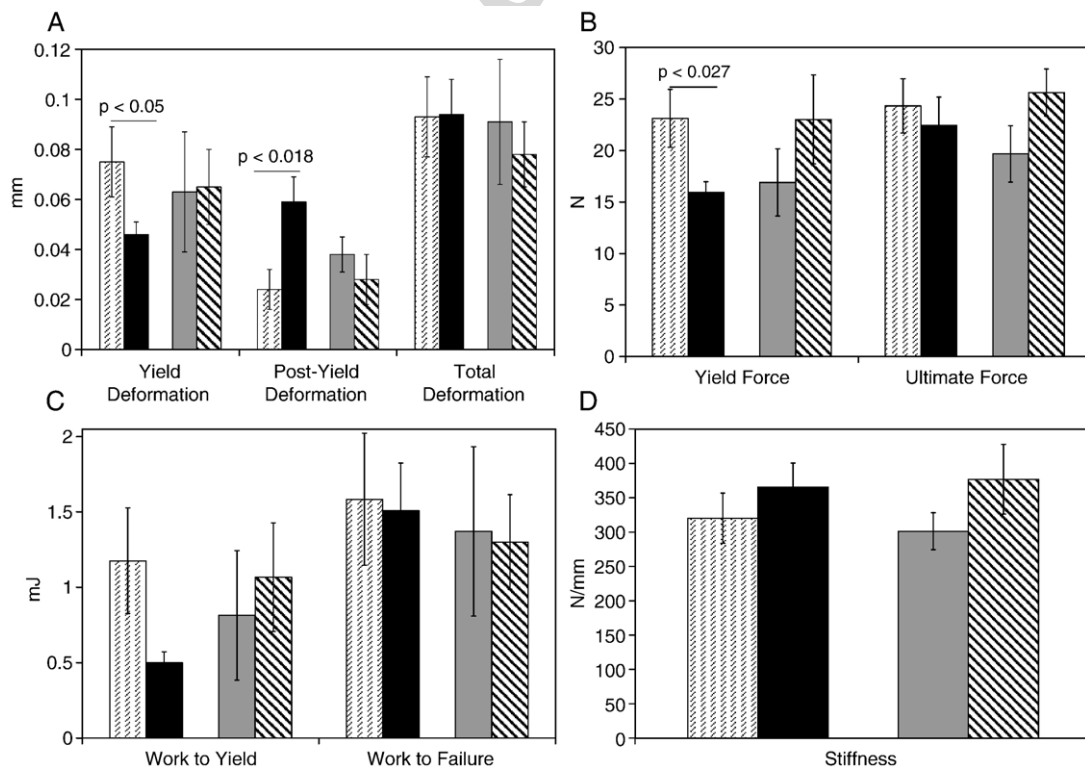 A
0.12
0.1
0.08
0.06
0.04
0.02
0
mm
p < 0.05
p < 0.018
Yield
Deformation
Post-Yield
Deformation
Total
Deformation
B
30
25
20
15
10
5
0
N
p < 0.027
Yield Force
Ultimate Force
C
2
1.5
1
0.5
0
mJ
Work to Yield
Work to Failure
D
450
400
350
300
250
200
150
100
50
0
N/mm
Stiffness